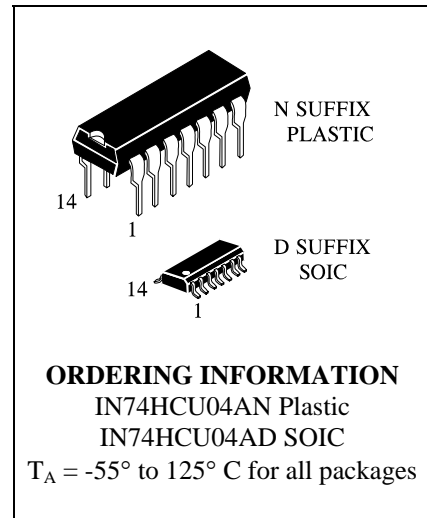 N SUFFIX
PLASTIC
14
1
D SUFFIX
SOIC
14
1
ORDERING INFORMATION
IN74HCU04AN Plastic
IN74HCU04AD SOIC
TA = -55° to 125° C for all packages